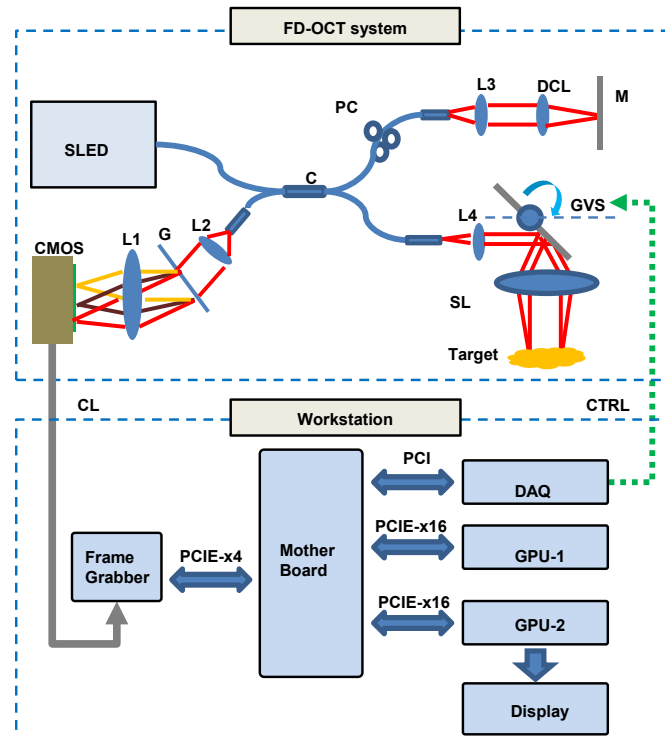 FD-OCT system
SLED
PC
L3
DCL
M
C
L4
GVS
CMOS
L1
G
L2
SL
Target
CL
Workstation
CTRL
PCI
DAQ
Frame
Grabber
PCIE-x4
Mother
Board
PCIE-x16
GPU-1
PCIE-x16
GPU-2
Display